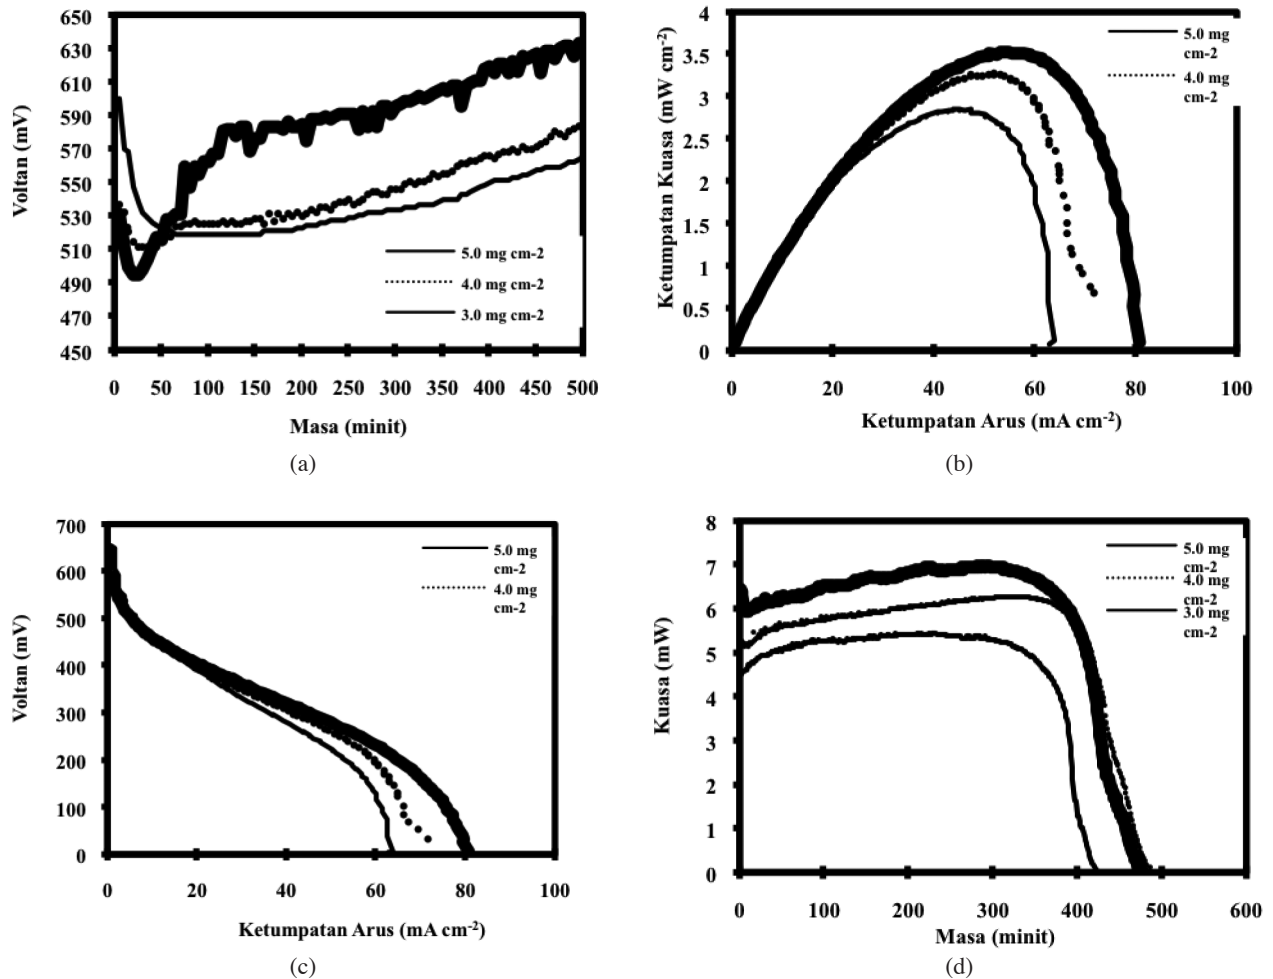 650
630
610
590
570
550
530
510
490
470
450
Voltan (mV)
5.0 mg cm-2
4.0 mg cm-2
3.0 mg cm-2
0 50 100 150 200 250 300 350 400 450 500
Masa (minit)
(a)
4
3.5
3
2.5
2
1.5
1
0.5
0
Ketumpatan Kuasa (mW cm-2)
5.0 mg
cm-2
4.0 mg
cm-2
0 20 40 60 80 100
Ketumpatan Arus (mA cm-2)
(b)
700
600
500
400
300
200
100
0
Voltan (mV)
5.0 mg
cm-2
4.0 mg
cm-2
0 20 40 60 80 100
Ketumpatan Arus (mA cm-2)
(c)
8
7
6
5
4
3
2
1
0
Kuasa (mW)
5.0 mg
cm-2
4.0 mg
cm-2
3.0 mg
cm-2
0 100 200 300 400 500 600
Masa (minit)
(d)